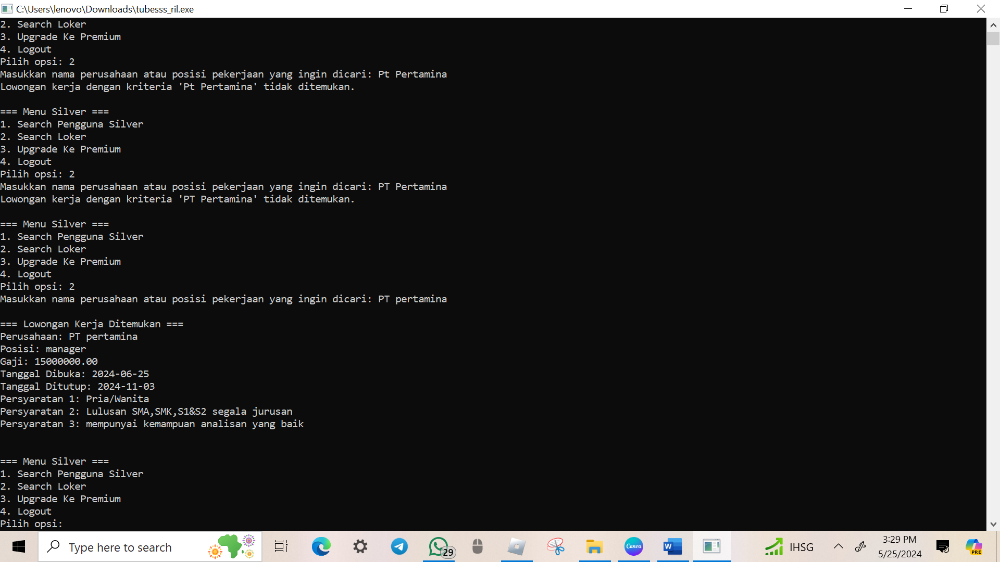 C:\Users\lenovo\Downloads\tubesss_ril.exe
2. Search Loker
3. Upgrade Ke Premium
4. Logout
Pilih opsi: 2
Masukkan nama perusahaan atau posisi pekerjaan yang ingin dicari: Pt Pertamina
Lowongan kerja dengan kriteria 'Pt Pertamina' tidak ditemukan.
=== Menu Silver ===
1. Search Pengguna Silver
2. Search Loker
3. Upgrade Ke Premium
4. Logout
Pilih opsi: 2
Masukkan nama perusahaan atau posisi pekerjaan yang ingin dicari: PT Pertamina
Lowongan kerja dengan kriteria 'PT Pertamina' tidak ditemukan.
=== Menu Silver ===
1. Search Pengguna Silver
2. Search Loker
3. Upgrade Ke Premium
4. Logout
Pilih opsi: 2
Masukkan nama perusahaan atau posisi pekerjaan yang ingin dicari: PT pertamina
=== Lowongan Kerja Ditemukan ===
Perusahaan: PT pertamina
Posisi: manager
Gaji: 15000000.00
Tanggal Dibuka: 2024-06-25
Tanggal Ditutup: 2024-11-03
Persyaratan 1: Pria/Wanita
Persyaratan 2: Lulusan SMA,SMK,S1&S2 segala jurusan
Persyaratan 3: mempunyai kemampuan analisan yang baik
=== Menu Silver ===
1. Search Pengguna Silver
2. Search Loker
3. Upgrade Ke Premium
4. Logout
Pilih opsi:
Type here to search
29
Canva
W
IHSG
3:29 PM
5/25/2024
PRE